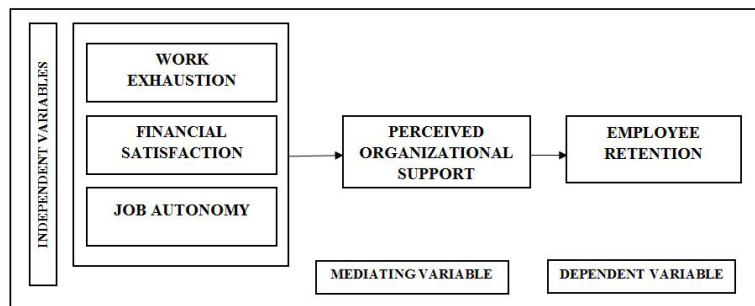 INDEPENDENT VARIABLES
WORK
EXHAUSTION
FINANCIAL
SATISFACTION
JOB AUTONOMY
PERCEIVED
ORGANIZATIONAL
SUPPORT
EMPLOYEE
RETENTION
MEDIATING VARIABLE
DEPENDENT VARIABLE